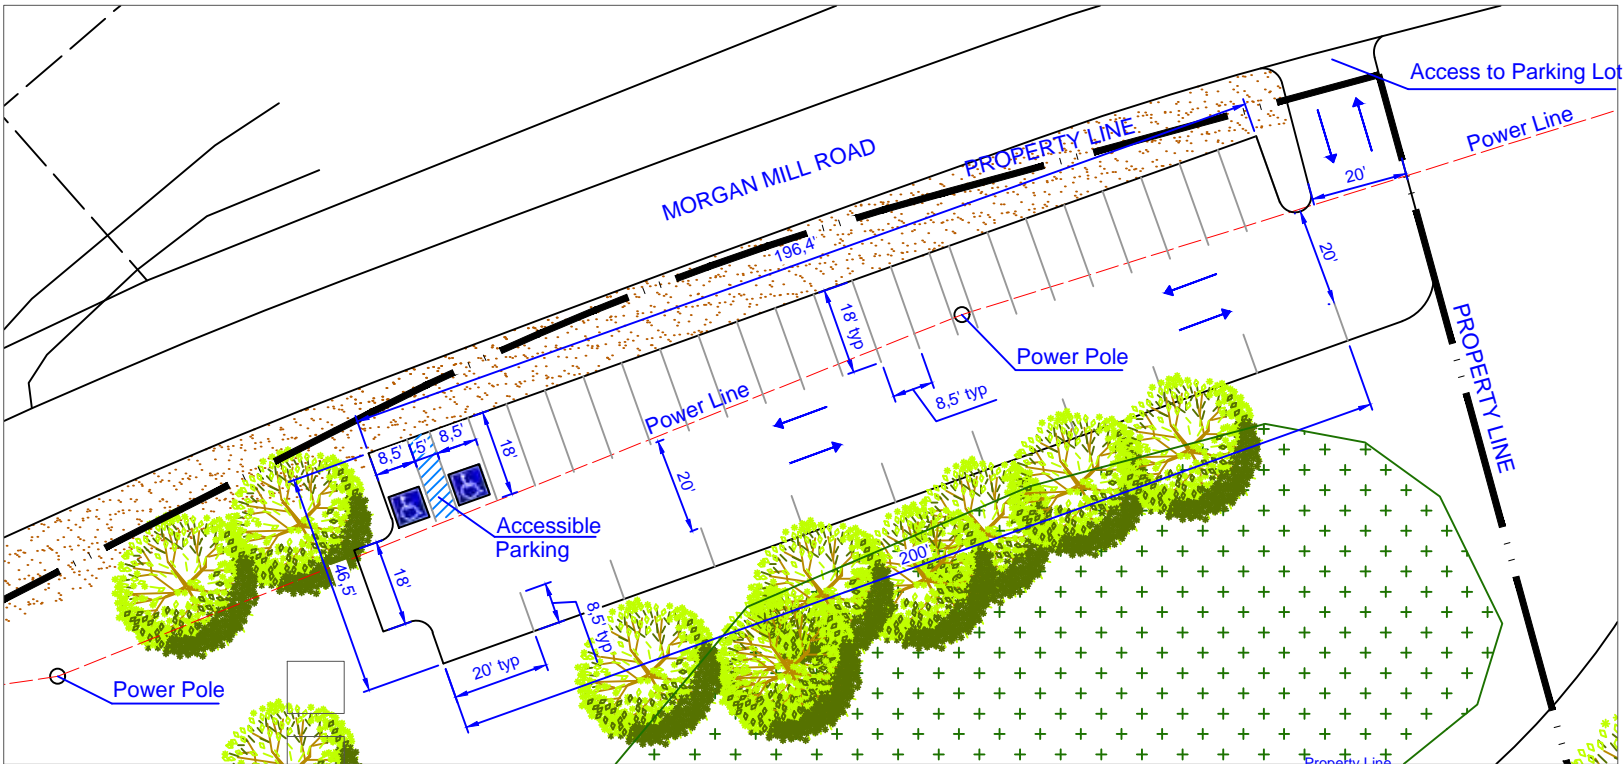 Access to Parking Lot
Power Line
PROPERTY LINE
MORGAN MILL ROAD
20'
196,4'
20'
18' typ
Power Pole
8,5' typ
PROPERTY LINE
Power Line
8,5'
5'
8,5'
18'
20'
Accessible
Parking
200'
46,5'
18'
8,5' typ
20' typ
Power Pole
Property Line